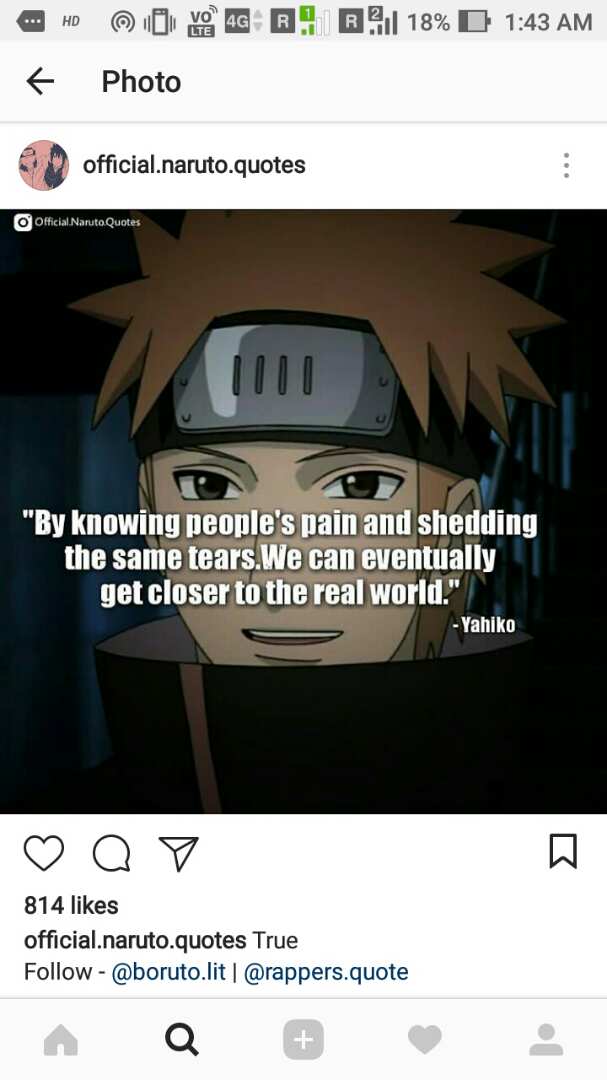 HD VO LTE 4G R 1 R 2 18% 1:43 AM
Photo
official.naruto.quotes
Official.Naruto.Quotes
"By knowing people's pain and shedding
the same tears.We can eventually
get closer to the real world."
- Yahiko
814 likes
official.naruto.quotes True
Follow - @boruto.lit | @rappers.quote